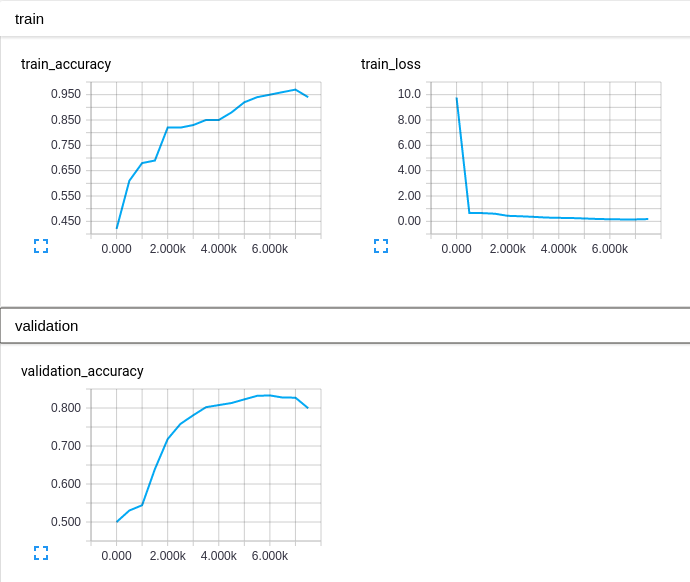 train
train_accuracy
0.950
0.850
0.750
0.650
0.550
0.450
0.000 2.000k 4.000k 6.000k
train_loss
10.0
8.00
6.00
4.00
2.00
0.00
0.000 2.000k 4.000k 6.000k
validation
validation_accuracy
0.800
0.700
0.600
0.500
0.000 2.000k 4.000k 6.000k